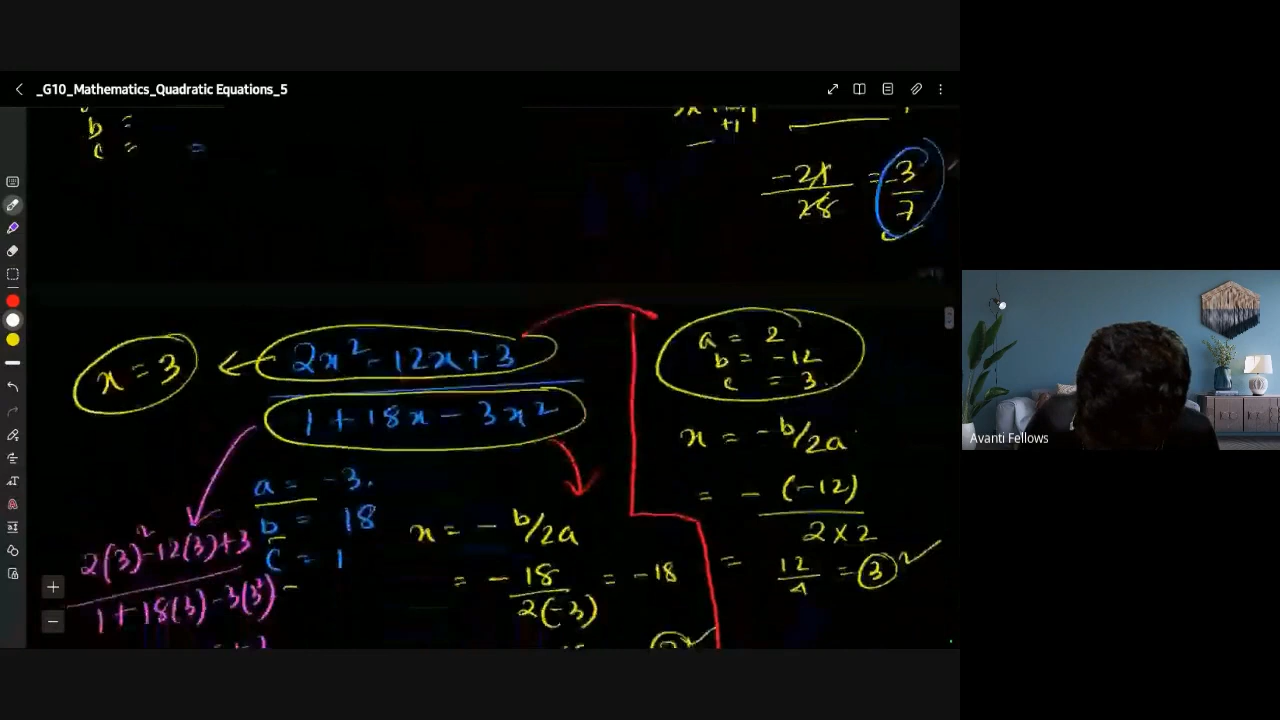 _G10_Mathematics_Quadratic Equations_5
b =
c = =
+1
-21/28 = -3/7
x = 3
2x² - 12x + 3
1 + 18x - 3x²
a = 2
b = -12
c = 3.
x = -b/2a
= - (-12)
2 × 2
= 12/4 = 3
a = -3.
b = 18
c = 1
x = - b/2a
= - 18/2(-3) = -18
2(3)² - 12(3) + 3
1 + 18(3) - 3(3²) =
Avanti Fellows